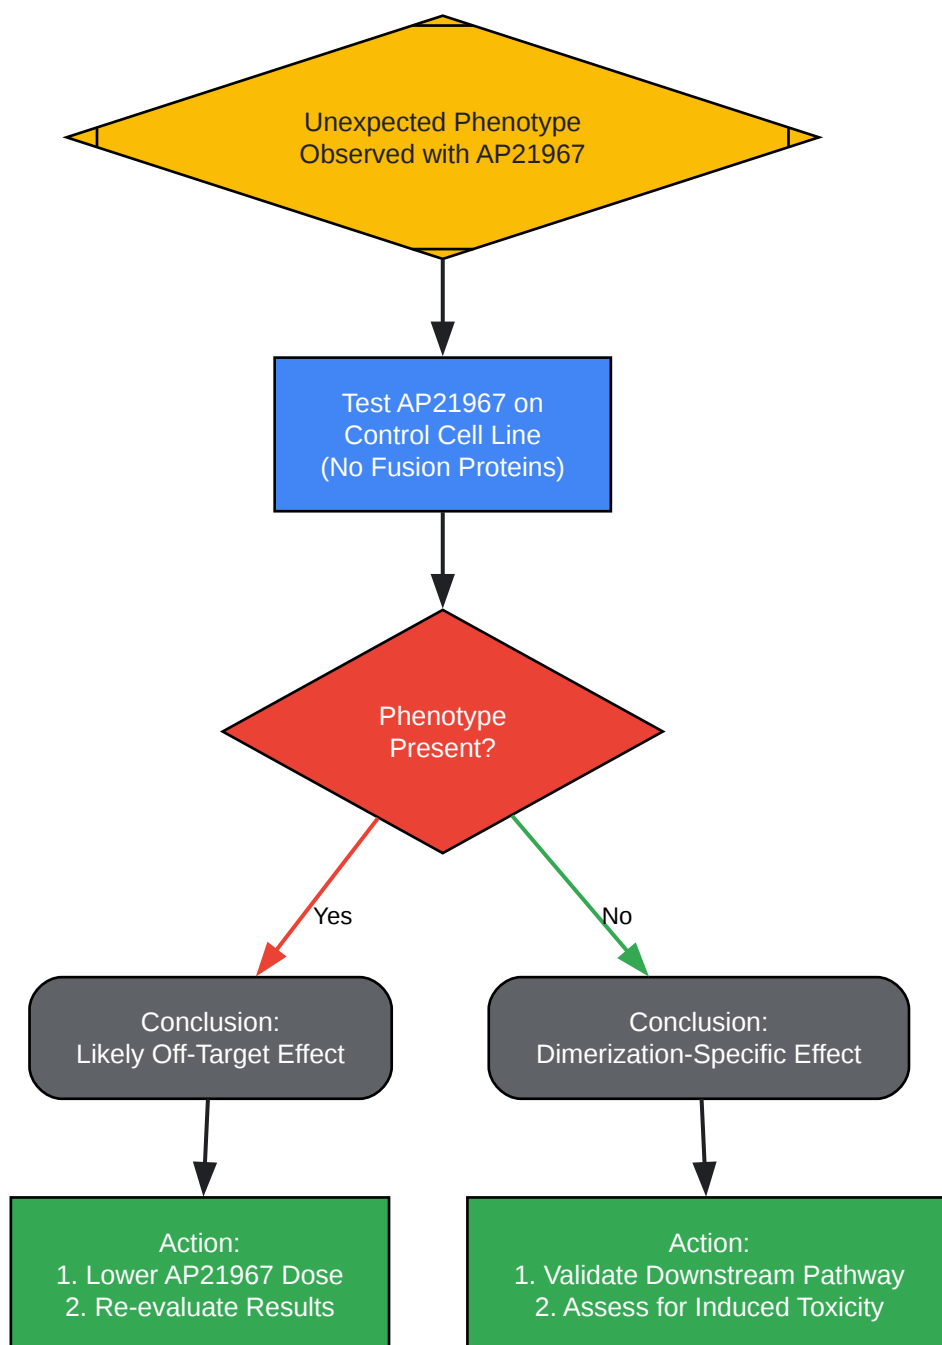 Unexpected Phenotype
Observed with AP21967
Test AP21967 on
Control Cell Line
(No Fusion Proteins)
Phenotype
Present?
Yes
No
Conclusion:
Likely Off-Target Effect
Conclusion:
Dimerization-Specific Effect
Action:
1. Lower AP21967 Dose
2. Re-evaluate Results
Action:
1. Validate Downstream Pathway
2. Assess for Induced Toxicity